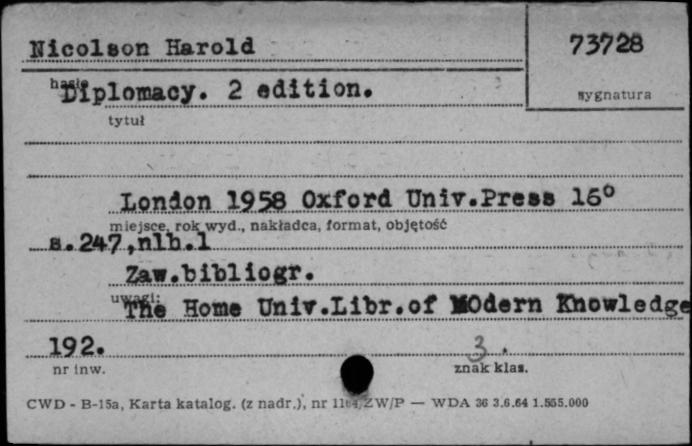 Nicolson Harold
73728
hasło
Diplomacy. 2 edition.
sygnatura
tytuł
London 1958 Oxford Univ.Press 16°
miejsce, rok wyd., nakładca, format, objętość
s.247,nlb.1
Zaw.bibliogr.
uwagi:
The Home Univ.Libr.of MOdern Knowledge
192.
3.
nr inw.
znak klas.
CWD - B-15a, Karta katalog. (z nadr.), nr ZW/P — WDA 36 3.6.64 1.555.000